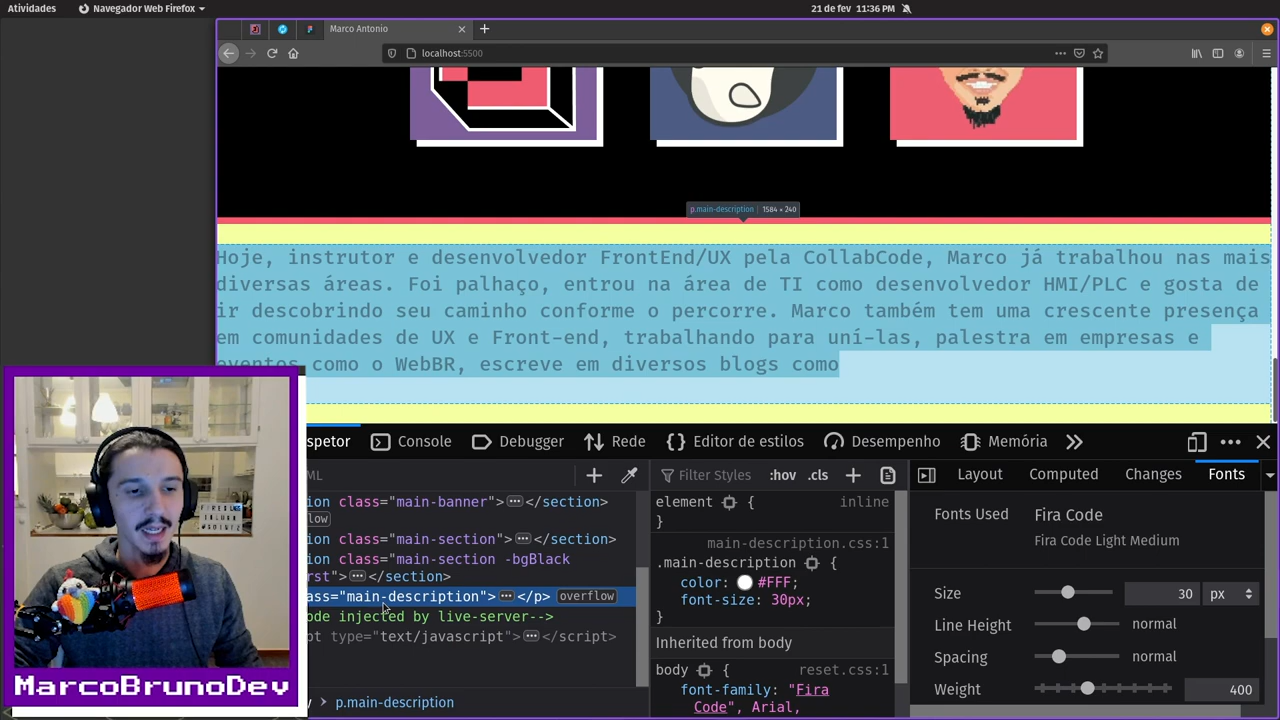 Atividades
Navegador Web Firefox
21 de fev 11:36 PM
Marco Antonio
localhost:5500
p.main-description 1584 × 240
Hoje, instrutor e desenvolvedor FrontEnd/UX pela CollabCode, Marco já trabalhou nas mais
diversas áreas. Foi palhaço, entrou na área de TI como desenvolvedor HMI/PLC e gosta de
ir descobrindo seu caminho conforme o percorre. Marco também tem uma crescente presença
em comunidades de UX e Front-end, trabalhando para uní-las, palestra em empresas e
eventos como o WebBR, escreve em diversos blogs como
spetor
Console
Debugger
Rede
Editor de estilos
Desempenho
Memória
ML
Filter Styles
:hov
.cls
Layout
Computed
Changes
Fonts
ion class="main-banner"></section>
flow
ion class="main-section"></section>
ion class="main-section -bgBlack
rst"></section>
ass="main-description"></p> overflow
ode injected by live-server-->
pt type="text/javascript"></script>
p.main-description
element { inline
}
main-description.css:1
.main-description {
color: #FFF;
font-size: 30px;
}
Inherited from body
body { reset.css:1
font-family: "Fira
Code", Arial,
Fonts Used
Fira Code
Fira Code Light Medium
Size 30 px
Line Height normal
Spacing normal
Weight 400
MarcoBrunoDev